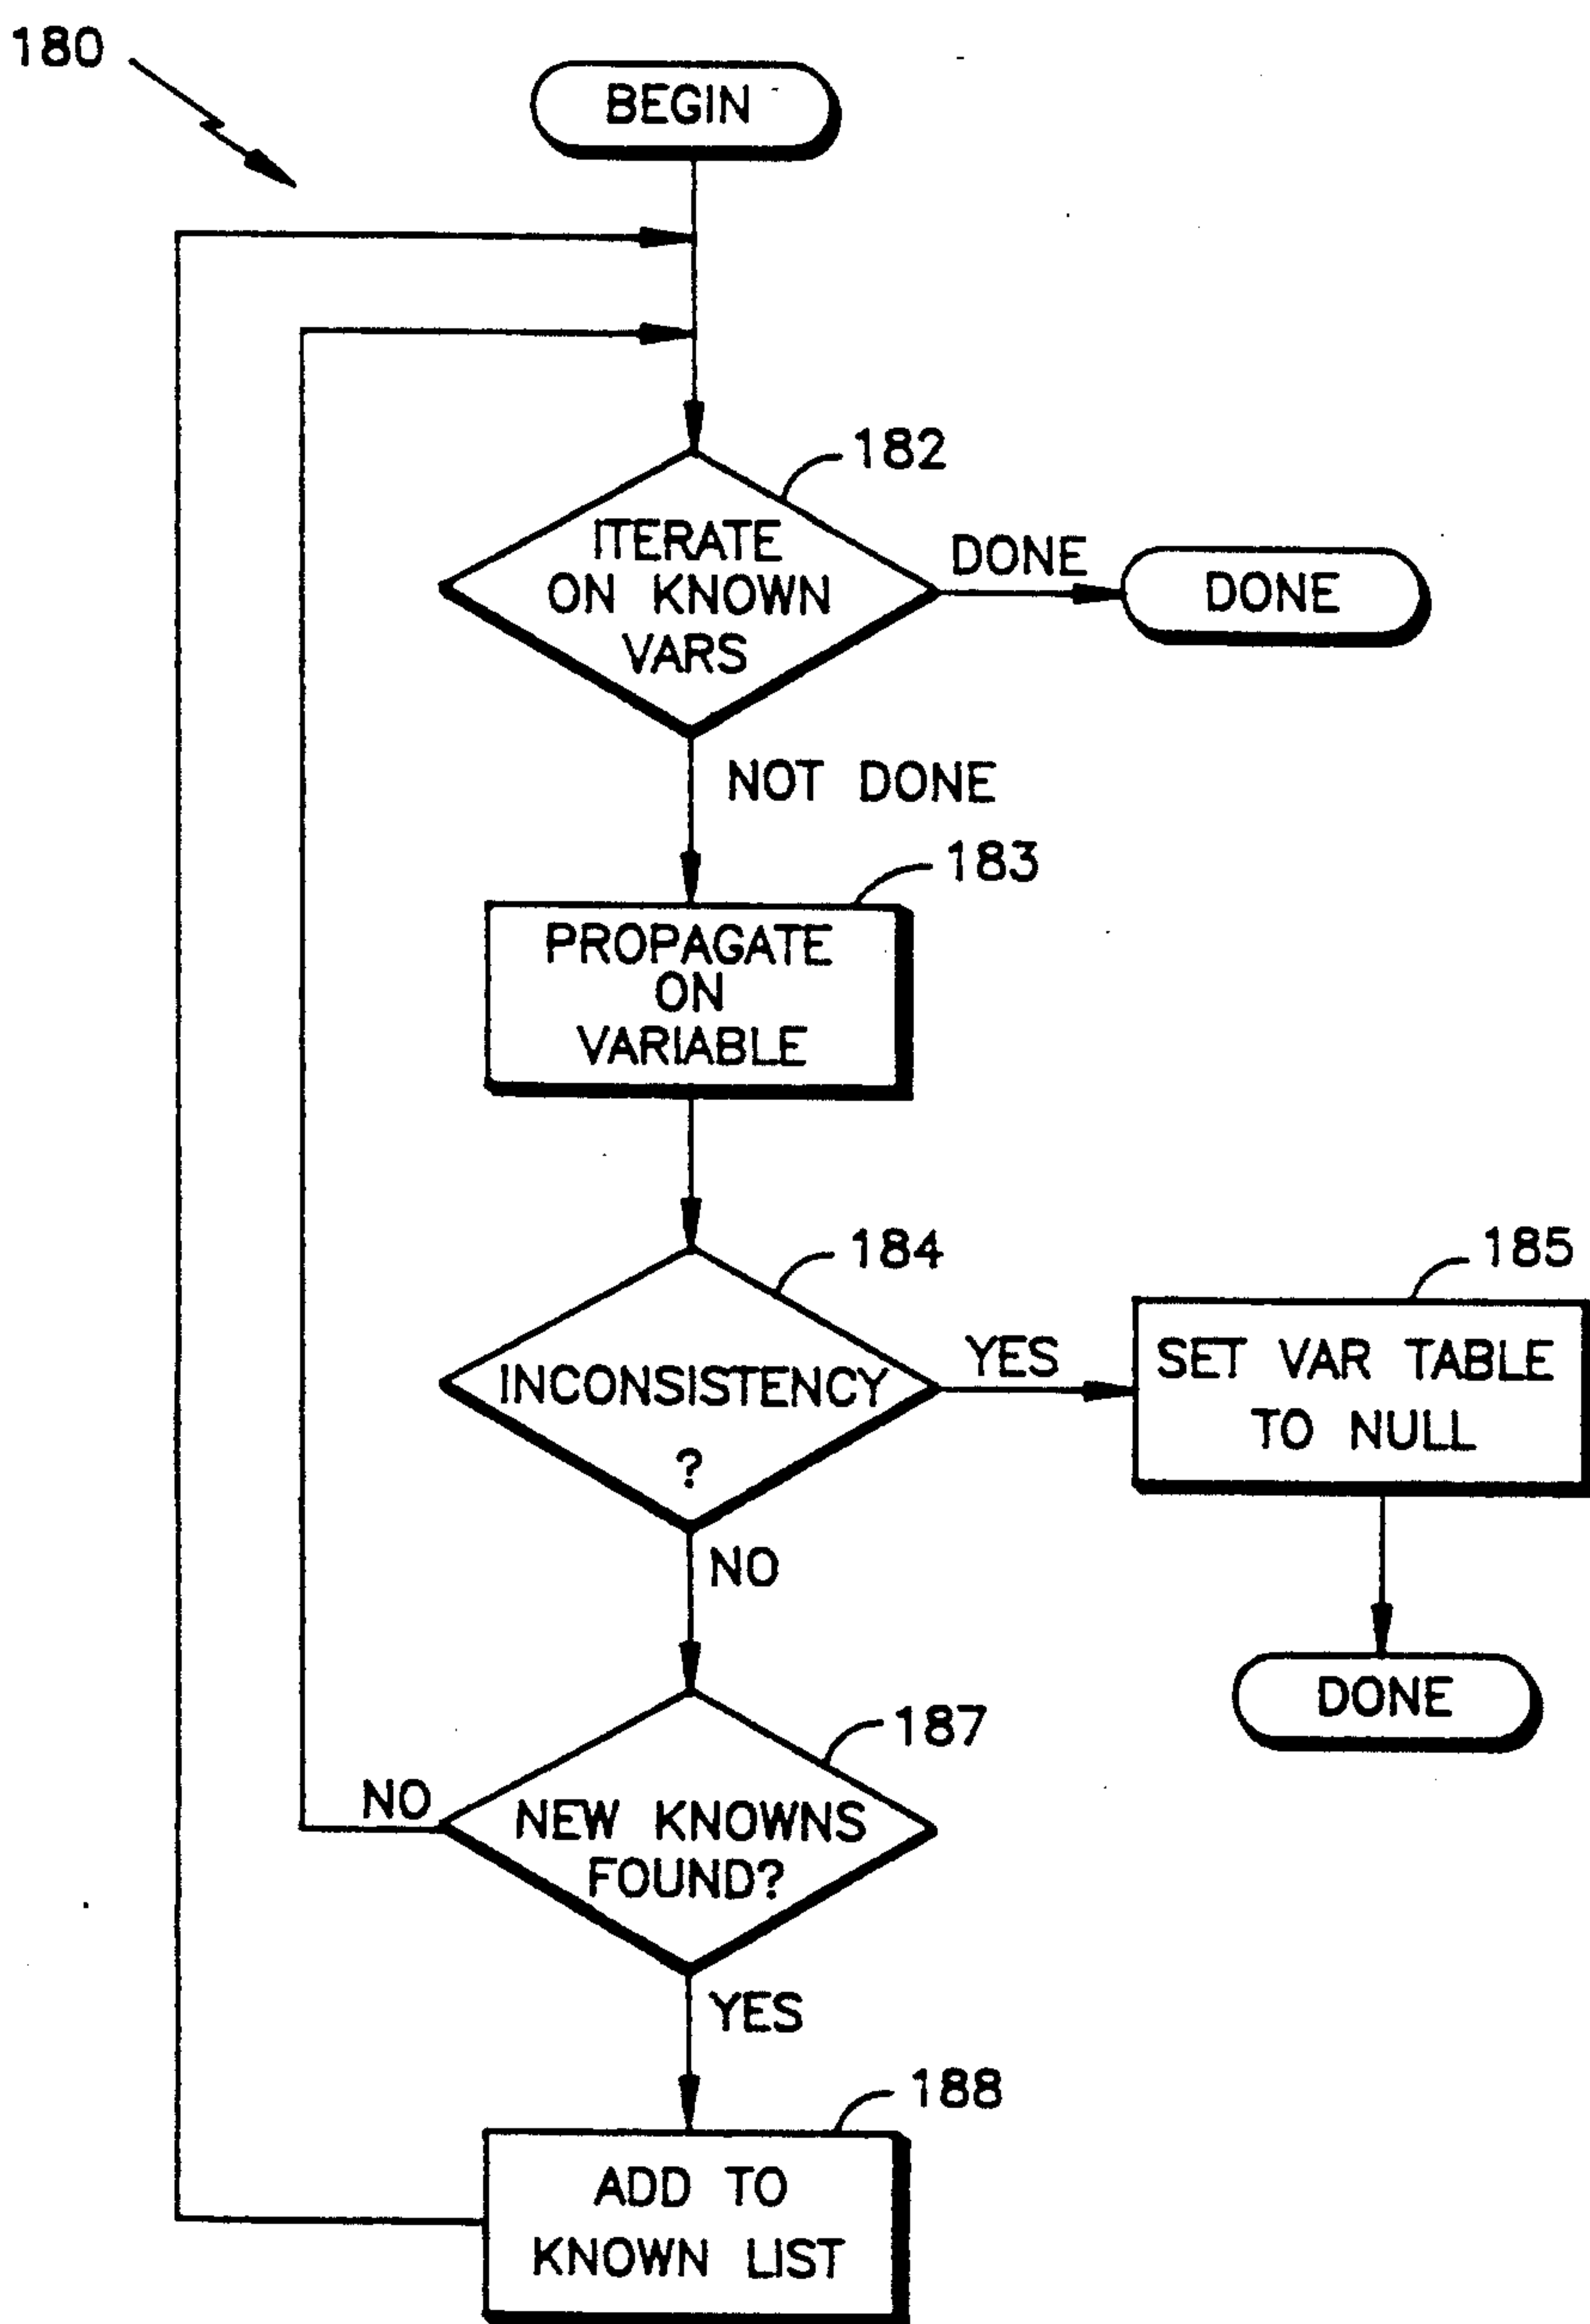 180
BEGIN
182
ITERATE
ON KNOWN
VARS
DONE
DONE
NOT DONE
183
PROPAGATE
ON
VARIABLE
184
INCONSISTENCY
?
YES
185
SET VAR TABLE
TO NULL
DONE
NO
187
NEW KNOWNS
FOUND?
NO
YES
188
ADD TO
KNOWN LIST